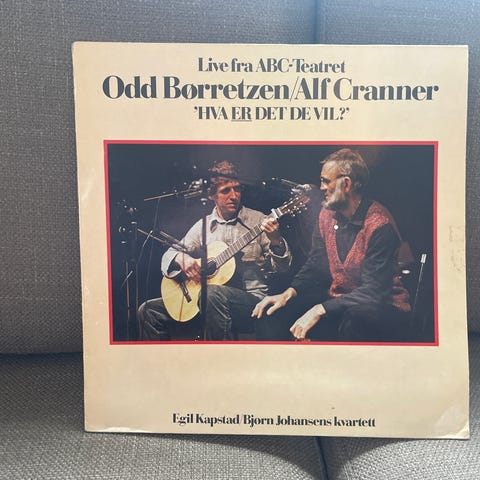 Live fra ABC-Teatret
Odd Børretzen/Alf Cranner
'HVA ER DET DE VIL?'
Egil Kapstad/Bjørn Johansens kvartett